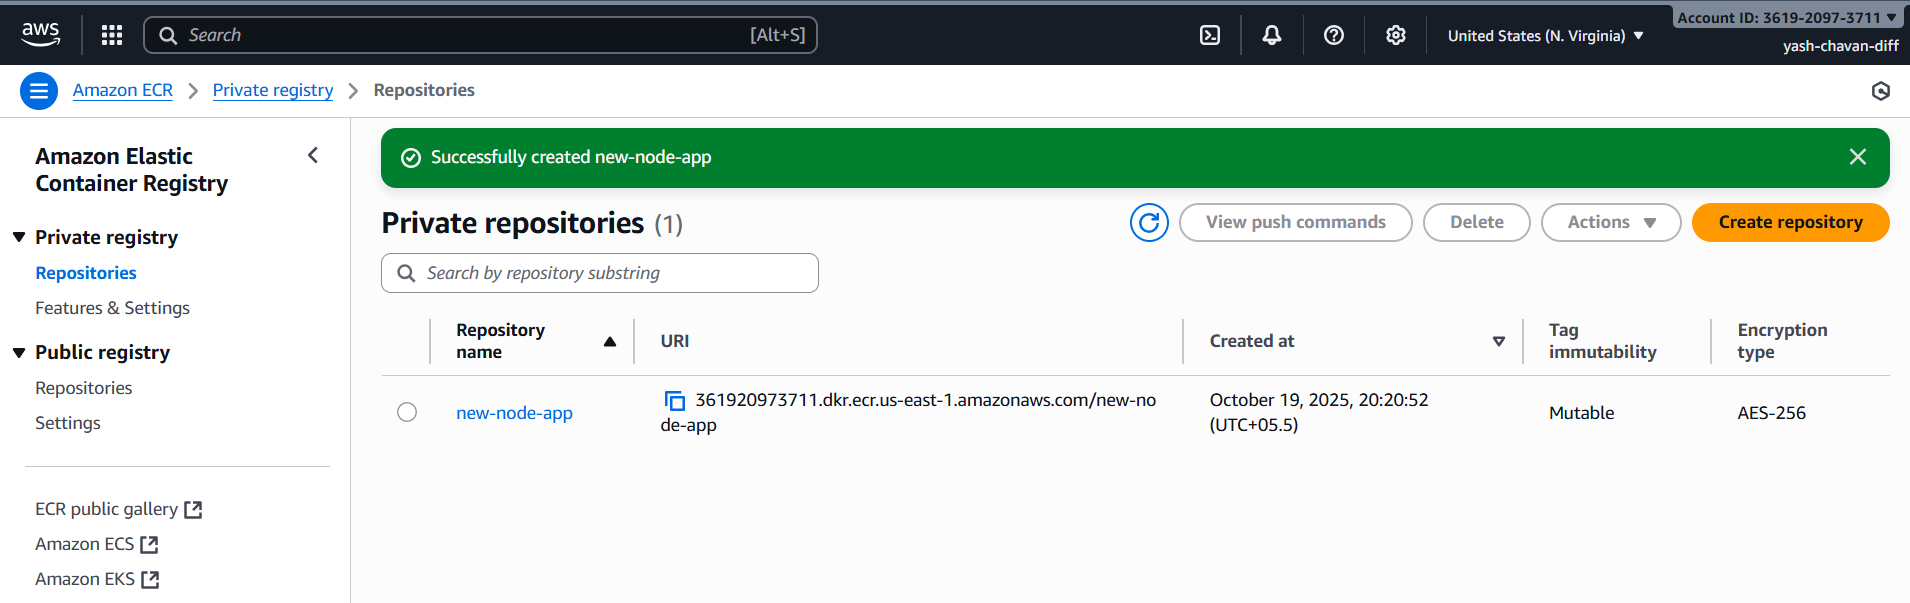 aws
Search [Alt+S]
United States (N. Virginia)
Account ID: 3619-2097-3711
yash-chavan-diff
Amazon ECR
Private registry
Repositories
Amazon Elastic
Container Registry
Private registry
Repositories
Features & Settings
Public registry
Repositories
Settings
ECR public gallery
Amazon ECS
Amazon EKS
Successfully created new-node-app
Private repositories (1)
View push commands
Delete
Actions
Create repository
Search by repository substring
Repository
name
URI
Created at
Tag
immutability
Encryption
type
new-node-app
361920973711.dkr.ecr.us-east-1.amazonaws.com/new-no
de-app
October 19, 2025, 20:20:52
(UTC+05.5)
Mutable
AES-256